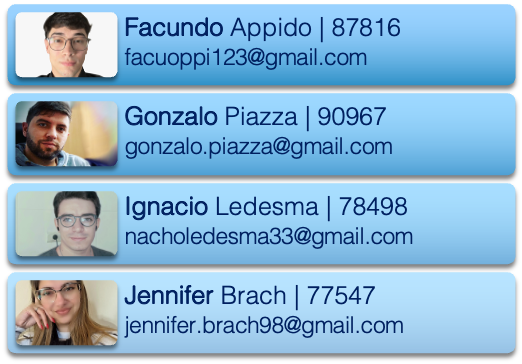 Facundo Appido | 87816
facuoppi123@gmail.com
Gonzalo Piazza | 90967
gonzalo.piazza@gmail.com
Ignacio Ledesma | 78498
nacholedesma33@gmail.com
Jennifer Brach | 77547
jennifer.brach98@gmail.com